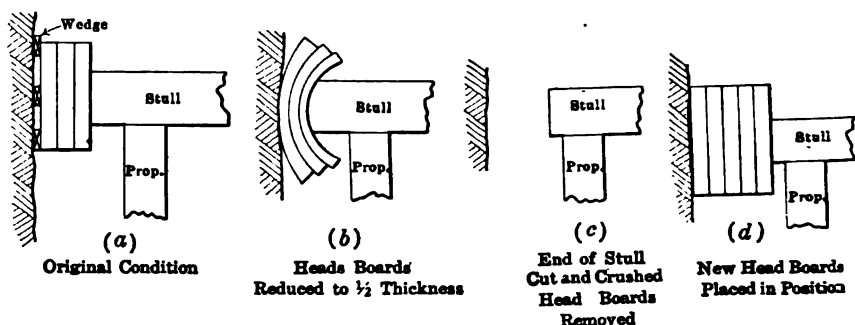 Wedge
Stull
Prop.
(a)
Original Condition
Stull
Prop.
(b)
Heads Boards
Reduced to ½ Thickness
Stull
Prop.
(c)
End of Stull
Cut and Crushed
Head Boards
Removed
Stull
Prop.
(d)
New Head Boards
Placed in Position